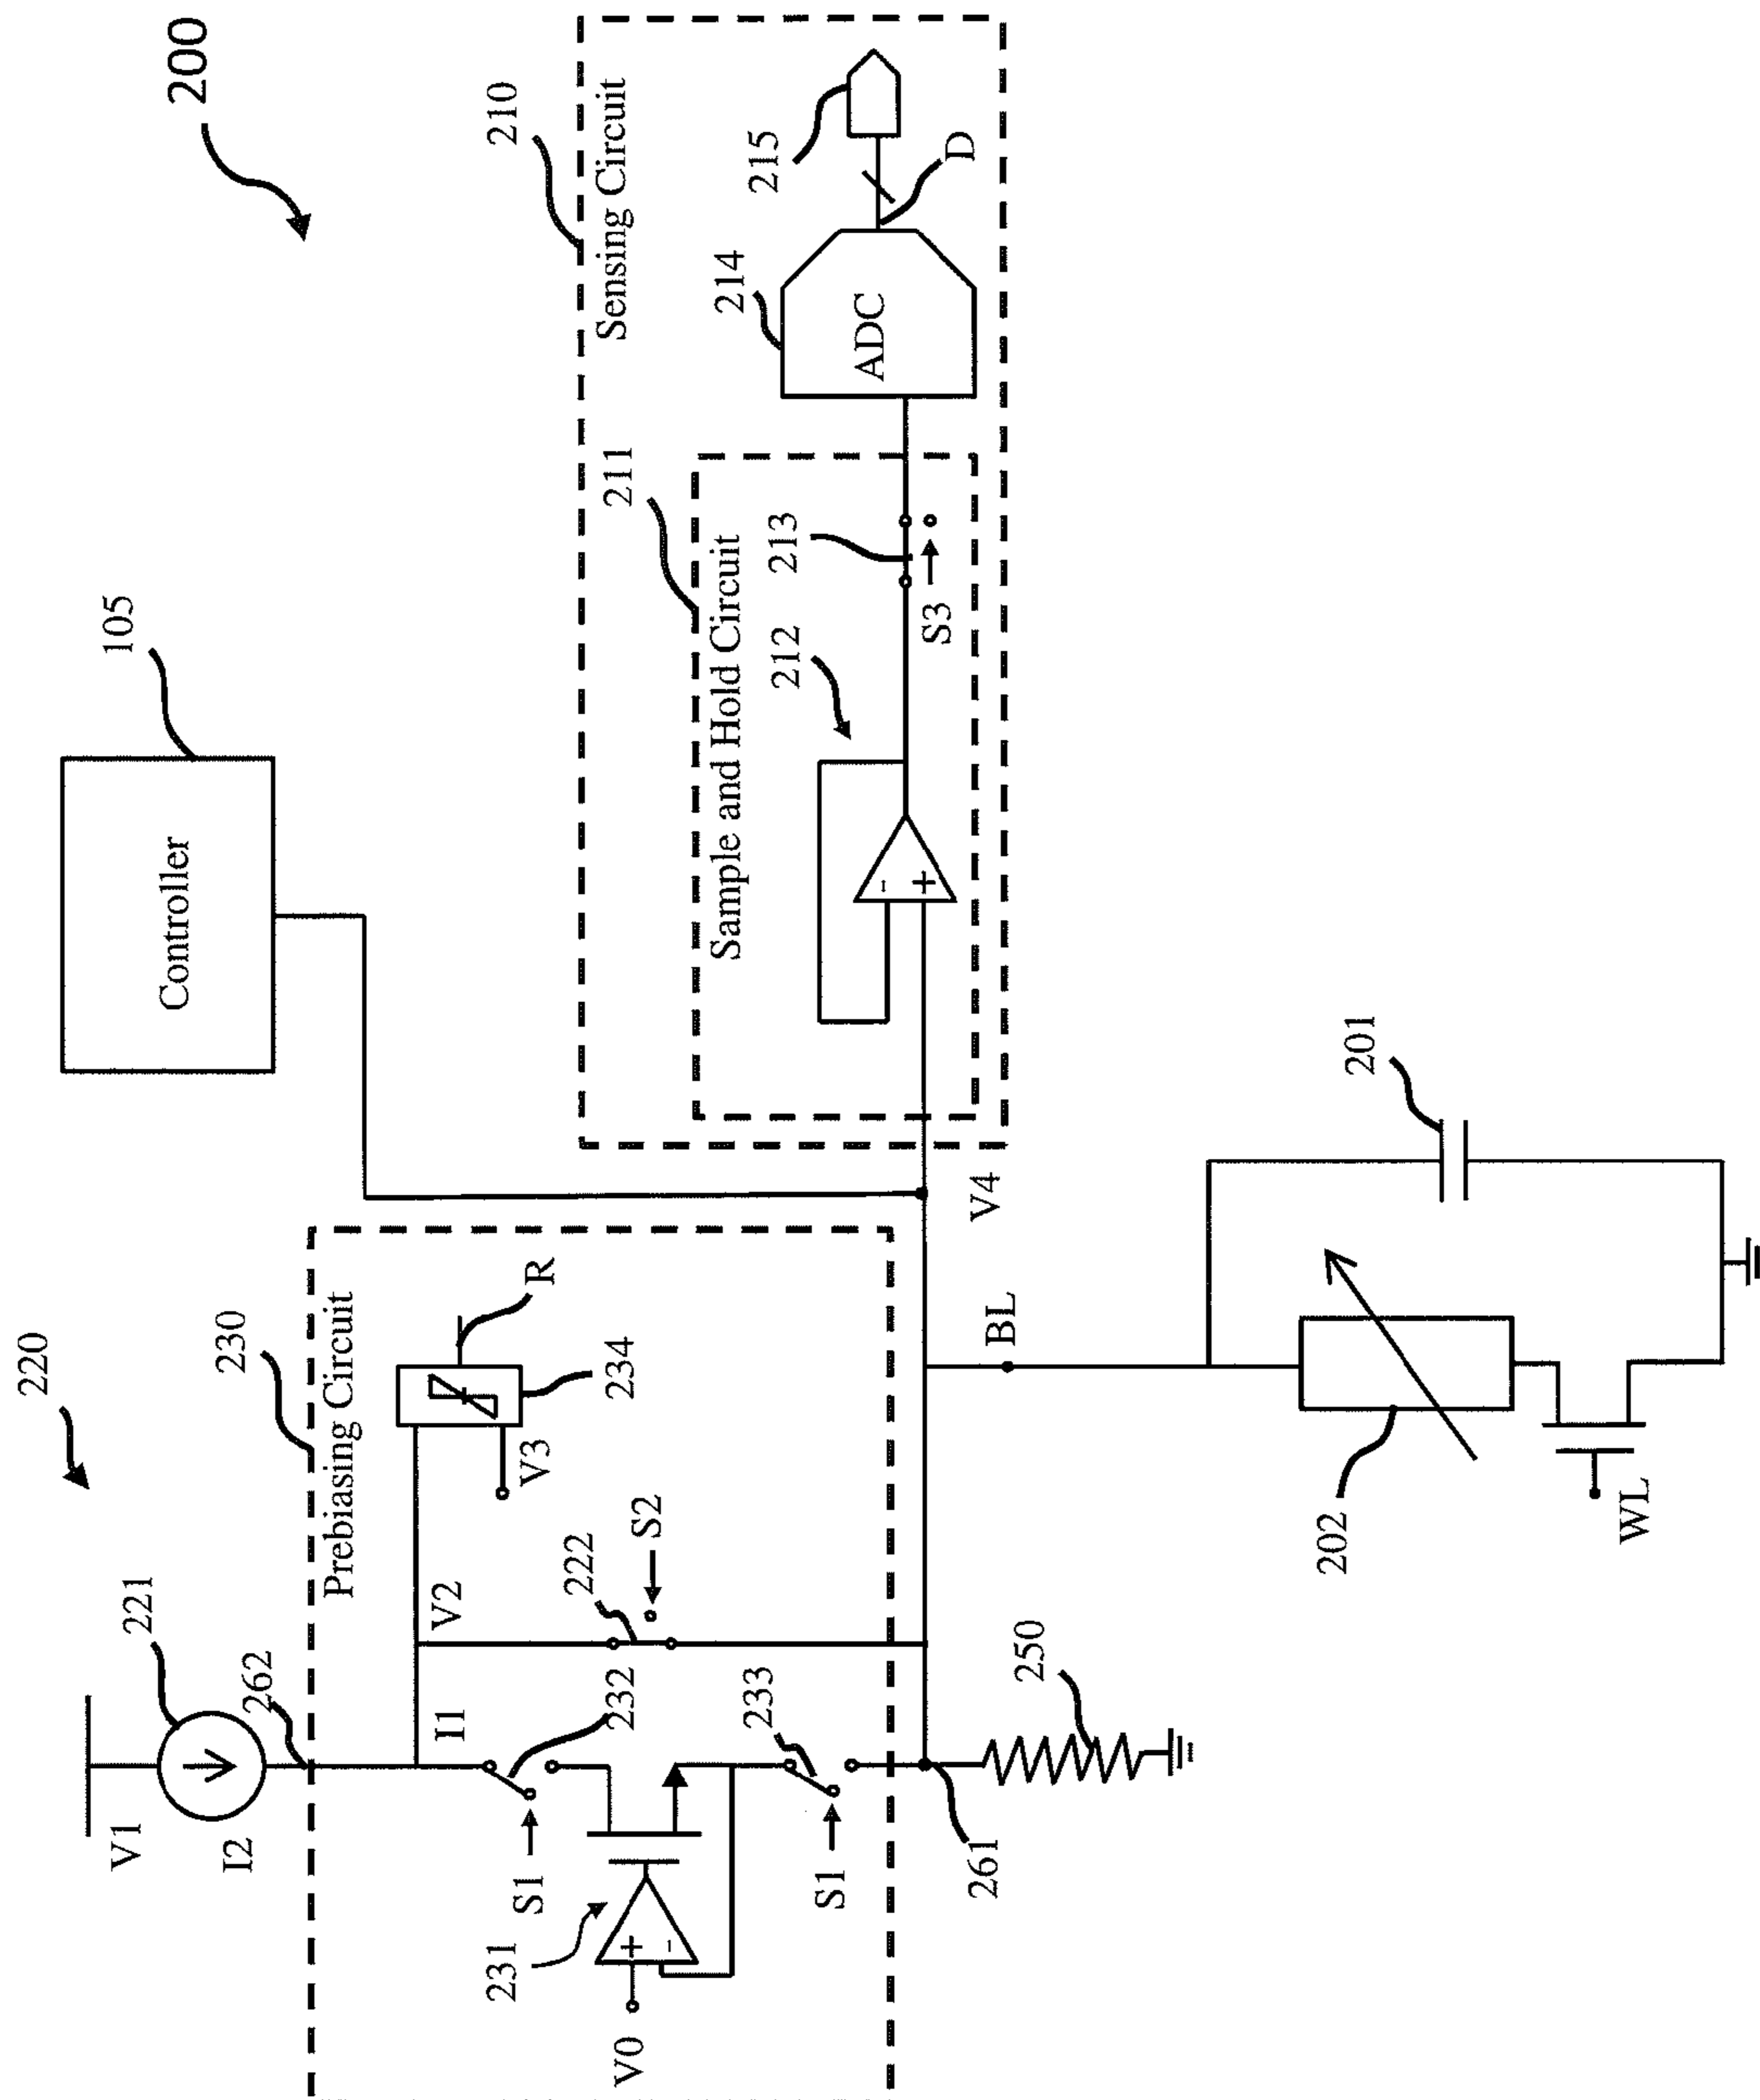 200
220
Controller
105
V1
221
I2
262
230
Prebiasing Circuit
I1
V2
R
234
V3
S1
232
222
S2
231
V0
S1
233
261
250
210
Sensing Circuit
211
Sample and Hold Circuit
212
213
S3
214
ADC
215
D
V4
BL
202
WL
201